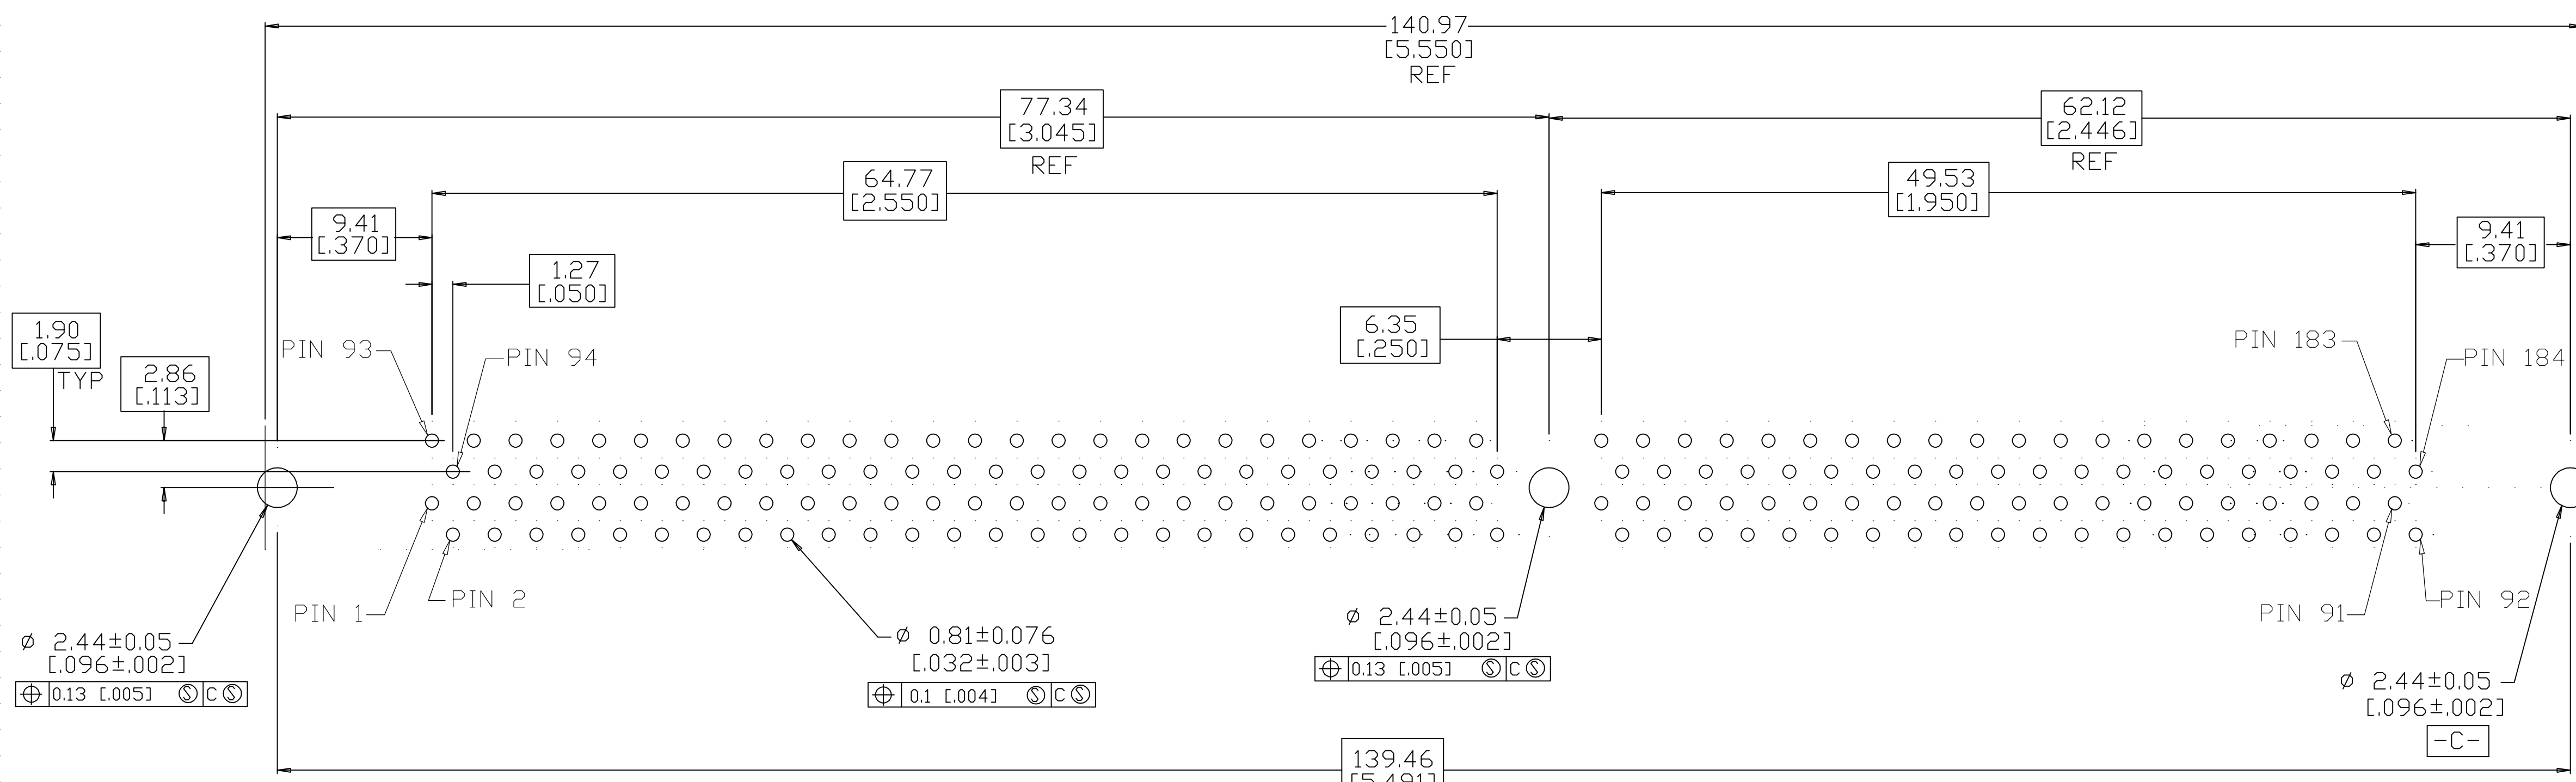 140.97
[5.550]
REF
77.34
[3.045]
REF
62.12
[2.446]
REF
64.77
[2.550]
49.53
[1.950]
9.41
[.370]
9.41
[.370]
1.27
[.050]
1.90
[.075]
TYP
6.35
[.250]
2.86
[.113]
PIN 93
PIN 94
PIN 183
PIN 184
PIN 1
PIN 2
PIN 91
PIN 92
ø 2.44±0.05
[.096±.002]
⌖ 0.13 [.005] Ⓢ C Ⓢ
ø 0.81±0.076
[.032±.003]
⌖ 0.1 [.004] Ⓢ C Ⓢ
ø 2.44±0.05
[.096±.002]
⌖ 0.13 [.005] Ⓢ C Ⓢ
ø 2.44±0.05
[.096±.002]
-C-
139.46
[5.491]